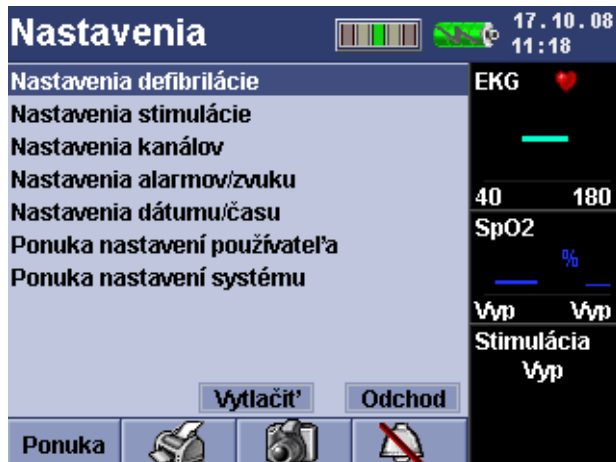 Nastavenia
17.10.08
11:18
Nastavenia defibrilácie
Nastavenia stimulácie
Nastavenia kanálov
Nastavenia alarmov/zvuku
Nastavenia dátumu/času
Ponuka nastavení používateľa
Ponuka nastavení systému
Vytlačiť
Odchod
Ponuka
EKG
40 180
SpO2
%
Vyp Vyp
Stimulácia
Vyp